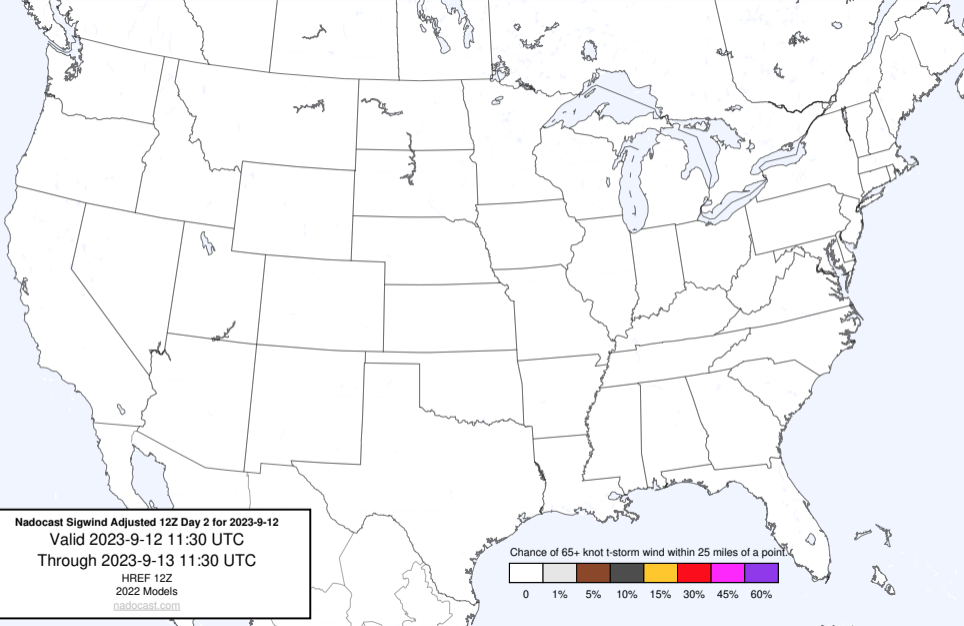 Nadocast Sigwind Adjusted 12Z Day 2 for 2023-9-12
Valid 2023-9-12 11:30 UTC
Through 2023-9-13 11:30 UTC
HREF 12Z
2022 Models
nadocast.com
Chance of 65+ knot t-storm wind within 25 miles of a point.
0 1% 5% 10% 15% 30% 45% 60%